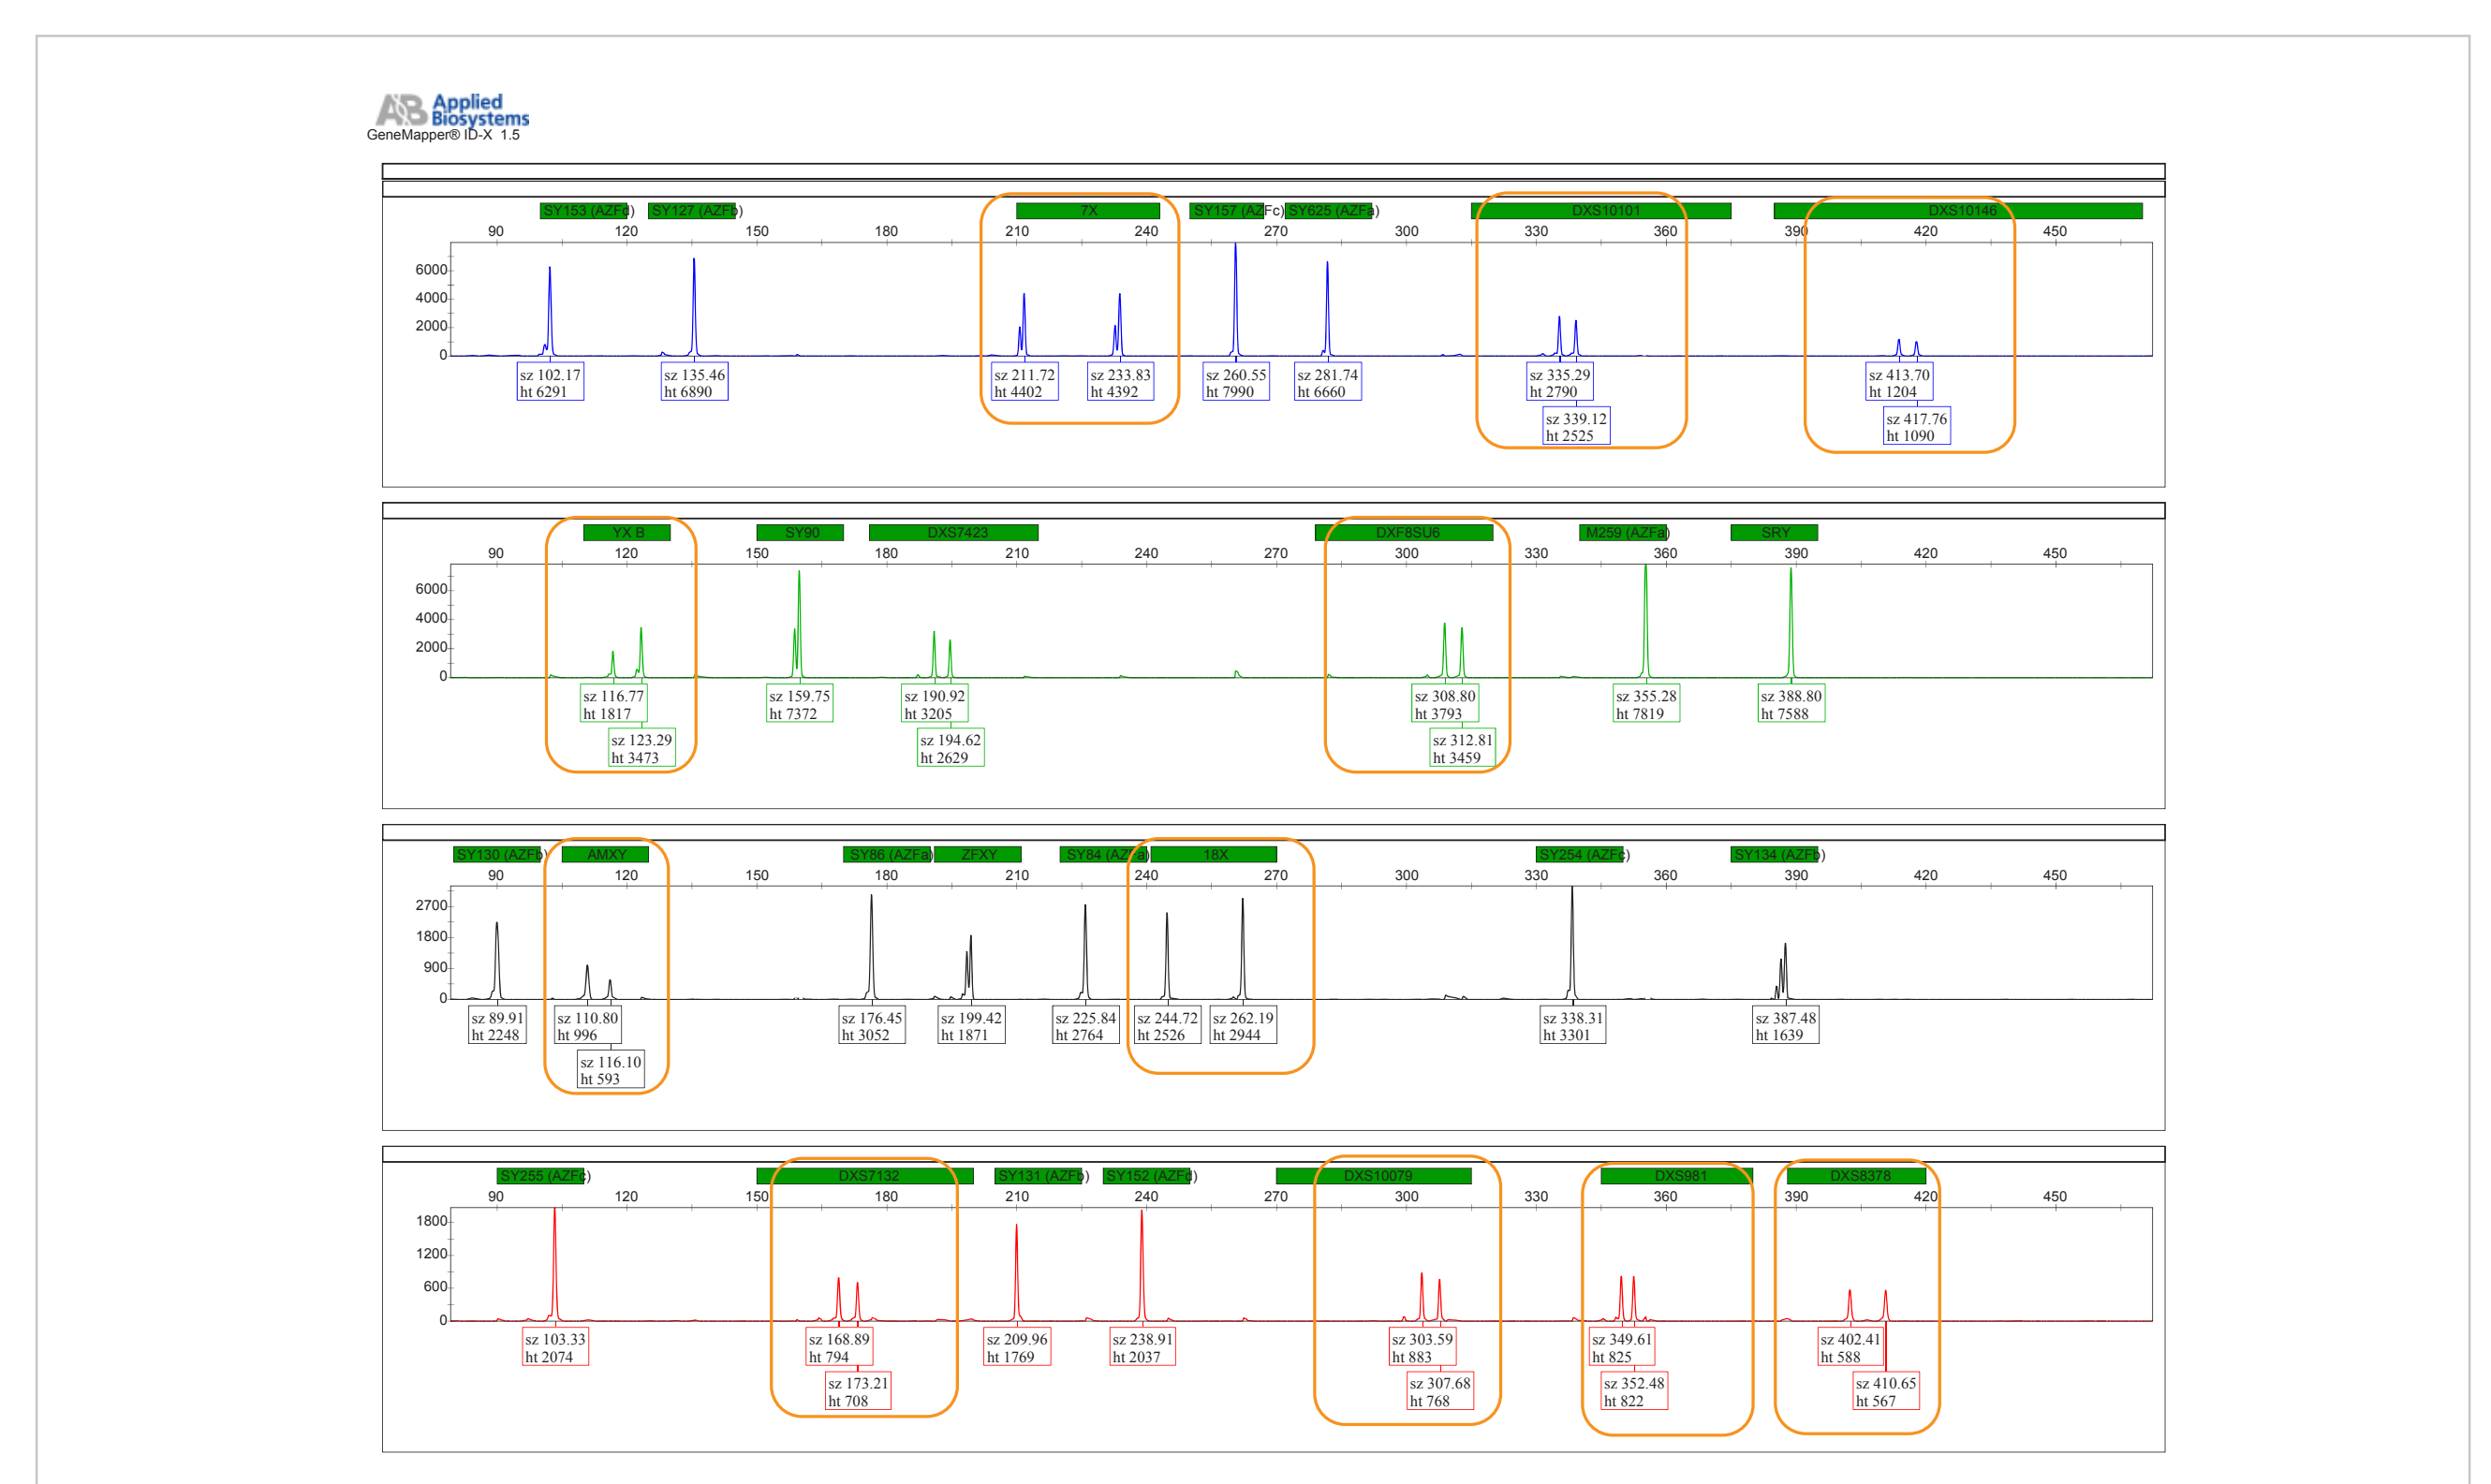 AB Applied
Biosystems
GeneMapper® ID-X 1.5
SY153 (AZFd) SY127 (AZFb) 7X SY157 (AZFc) SY625 (AZFa) DXS10101 DXS10146
90 120 150 180 210 240 270 300 330 360 390 420 450
6000
4000
2000
0
sz 102.17 sz 135.46 sz 211.72 sz 233.83 sz 260.55 sz 281.74 sz 335.29 sz 413.70
ht 6291 ht 6890 ht 4402 ht 4392 ht 7990 ht 6660 ht 2790 ht 1204
sz 339.12 sz 417.76
ht 2525 ht 1090
YX B SY90 DXS7423 DXF8SU6 M259 (AZFa) SRY
90 120 150 180 210 240 270 300 330 360 390 420 450
6000
4000
2000
0
sz 116.77 sz 159.75 sz 190.92 sz 308.80 sz 355.28 sz 388.80
ht 1817 ht 7372 ht 3205 ht 3793 ht 7819 ht 7588
sz 123.29 sz 194.62 sz 312.81
ht 3473 ht 2629 ht 3459
SY130 (AZFb) AMXY SY86 (AZFa) ZFXY SY84 (AZFa) 18X SY254 (AZFc) SY134 (AZFb)
90 120 150 180 210 240 270 300 330 360 390 420 450
2700
1800
900
0
sz 89.91 sz 110.80 sz 176.45 sz 199.42 sz 225.84 sz 244.72 sz 262.19 sz 338.31 sz 387.48
ht 2248 ht 996 ht 3052 ht 1871 ht 2764 ht 2526 ht 2944 ht 3301 ht 1639
sz 116.10
ht 593
SY255 (AZFc) DXS7132 SY131 (AZFb) SY152 (AZFd) DXS10079 DXS981 DXS8378
90 120 150 180 210 240 270 300 330 360 390 420 450
1800
1200
600
0
sz 103.33 sz 168.89 sz 209.96 sz 238.91 sz 303.59 sz 349.61 sz 402.41
ht 2074 ht 794 ht 1769 ht 2037 ht 883 ht 825 ht 588
sz 173.21 sz 307.68 sz 352.48 sz 410.65
ht 708 ht 768 ht 822 ht 567